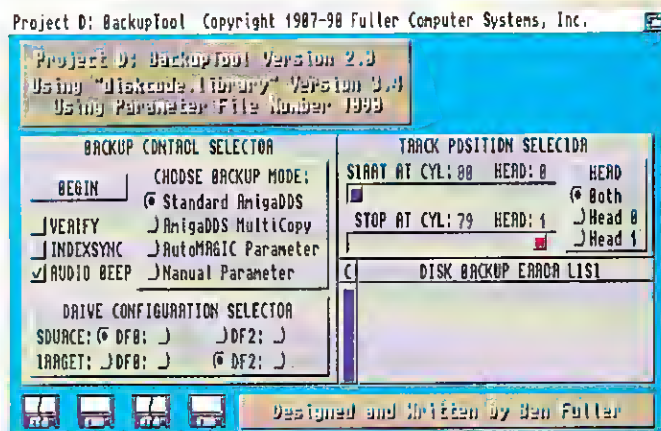 Project D: BackupTool Copyright 1987-90 Fuller Computer Systems, Inc.
Project D: BackupTool Version 2.0
Using "diskcode.library" Version 3.4
Using Parameter File Number 1990
BACKUP CONTROL SELECTOR
BEGIN
CHOOSE BACKUP MODE:
Standard AmigaDOS
VERIFY
AmigaDOS MultiCopy
INDEXSYNC
AutoMAGIC Parameter
AUDIO BEEP
Manual Parameter
DRIVE CONFIGURATION SELECTOR
SOURCE: DF0: DF2:
TARGET: DF0: DF2:
TRACK POSITION SELECTOR
START AT CYL: 00 HEAD: 0
HEAD
Both
STOP AT CYL: 79 HEAD: 1
Head 0
Head 1
C
DISK BACKUP ERROR LIST
Designed and Written by Ben Fuller